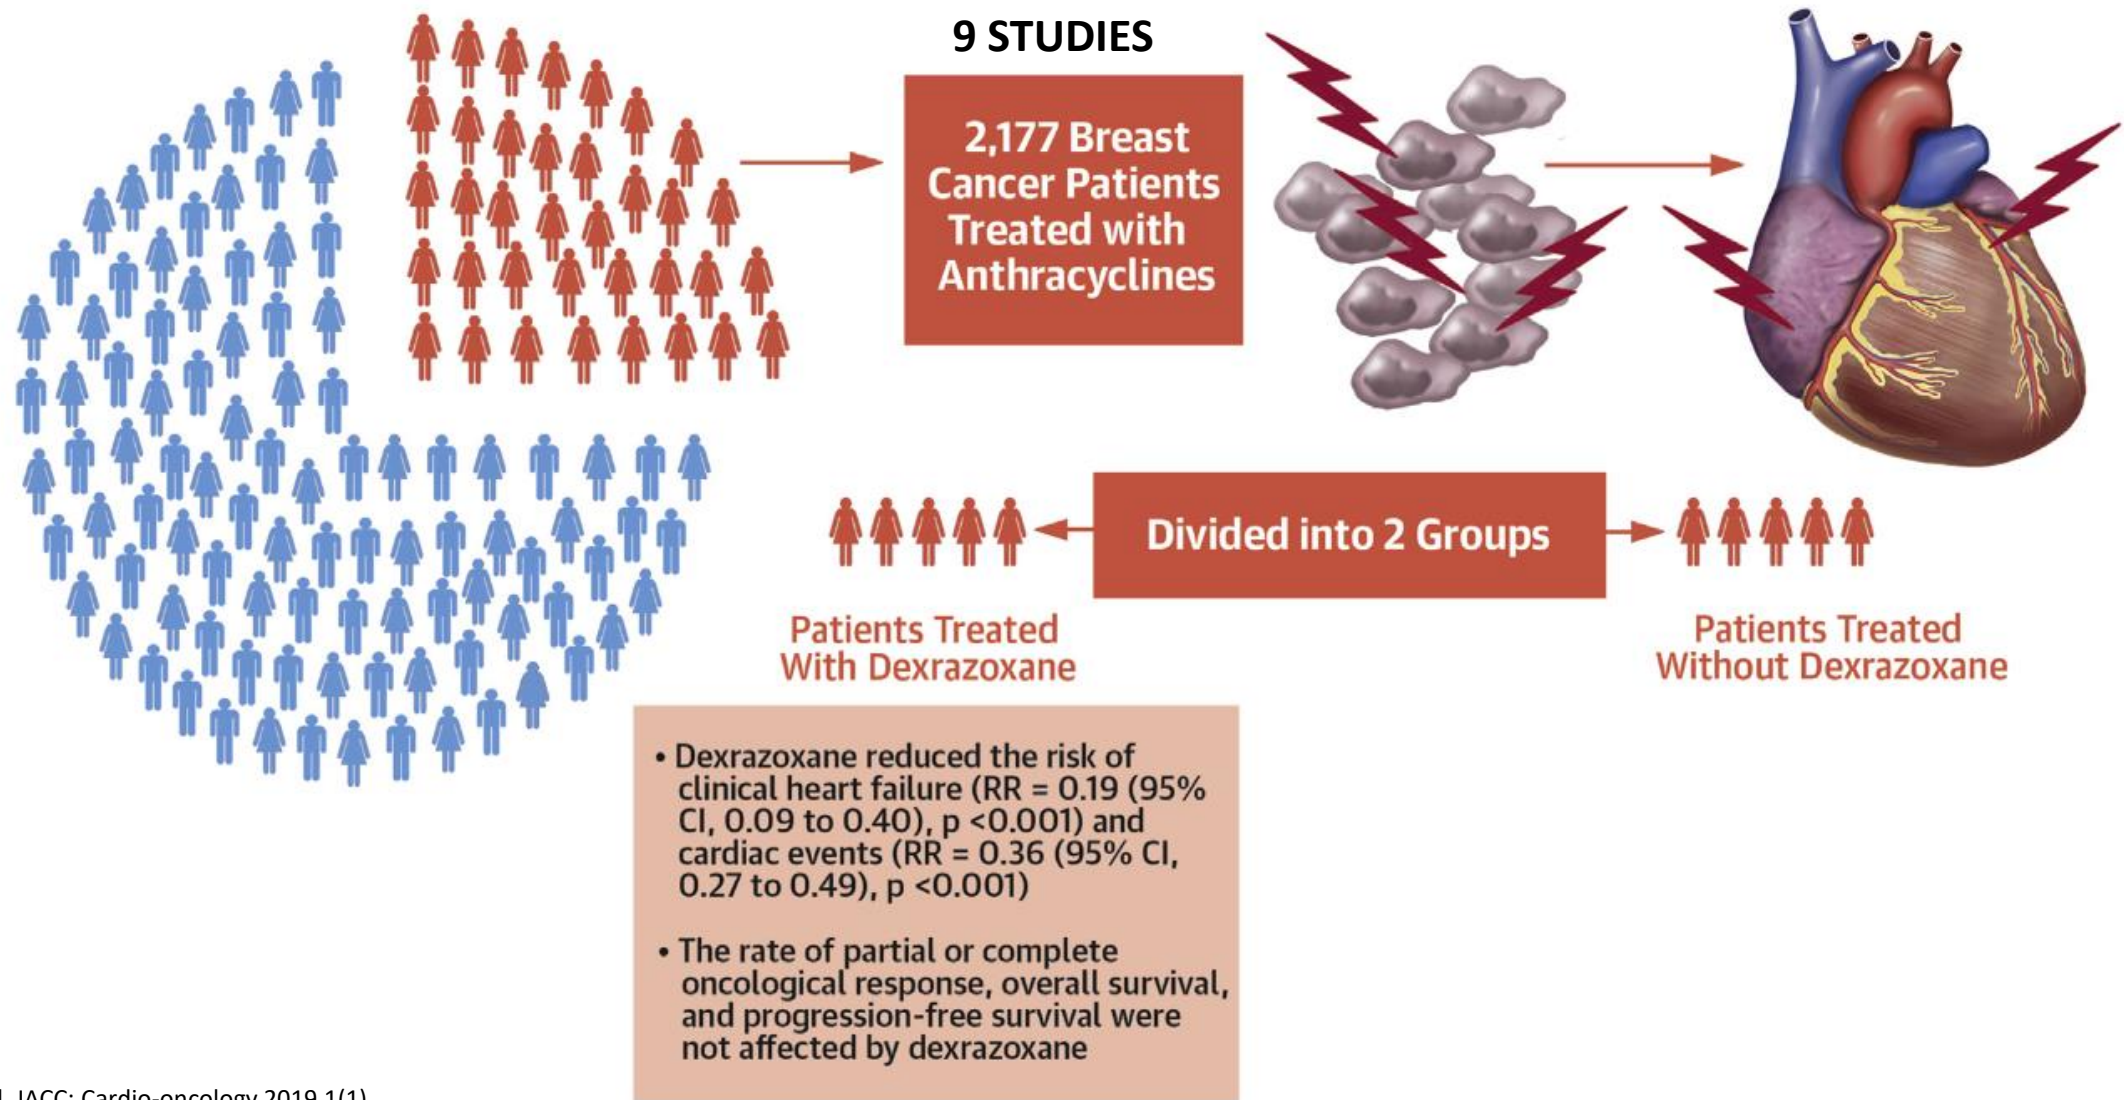 9 STUDIES
2,177 Breast
Cancer Patients
Treated with
Anthracyclines
Divided into 2 Groups
Patients Treated
With Dexrazoxane
Patients Treated
Without Dexrazoxane
• Dexrazoxane reduced the risk of
clinical heart failure (RR = 0.19 (95%
CI, 0.09 to 0.40), p <0.001) and
cardiac events (RR = 0.36 (95% CI,
0.27 to 0.49), p <0.001)
• The rate of partial or complete
oncological response, overall survival,
and progression-free survival were
not affected by dexrazoxane
JACC: Cardio-oncology 2019 1(1)